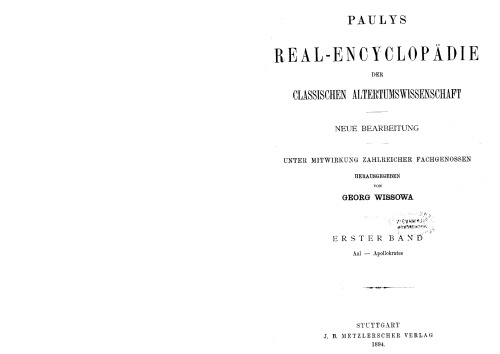 PAULYS
REAL-ENCYCLOPÄDIE
DER
CLASSISCHEN ALTERTUMSWISSENSCHAFT
NEUE BEARBEITUNG
UNTER MITWIRKUNG ZAHLREICHER FACHGENOSSEN
HERAUSGEGEBEN
VON
GEORG WISSOWA
ERSTER BAND
Aal — Apollokrates
STUTTGART
J. B. METZLERSCHER VERLAG
1894.